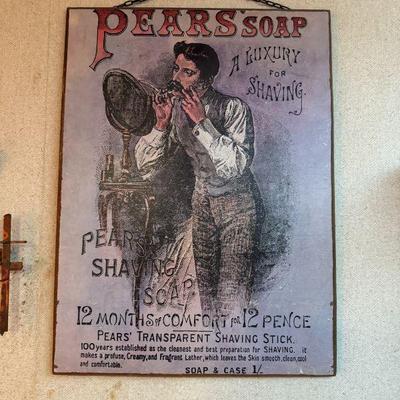 PEARS' SOAP
A LUXURY
FOR
SHAVING.
PEARS'
SHAVING
SOAP
12 MONTHS of COMFORT for 12 PENCE
PEARS' TRANSPARENT SHAVING STICK.
100 years established as the cleanest and best preparation for SHAVING. It
makes a profuse, Creamy, and Fragrant Lather, which leaves the Skin smooth, clean, cool
and comfortable.
SOAP & CASE 1/-